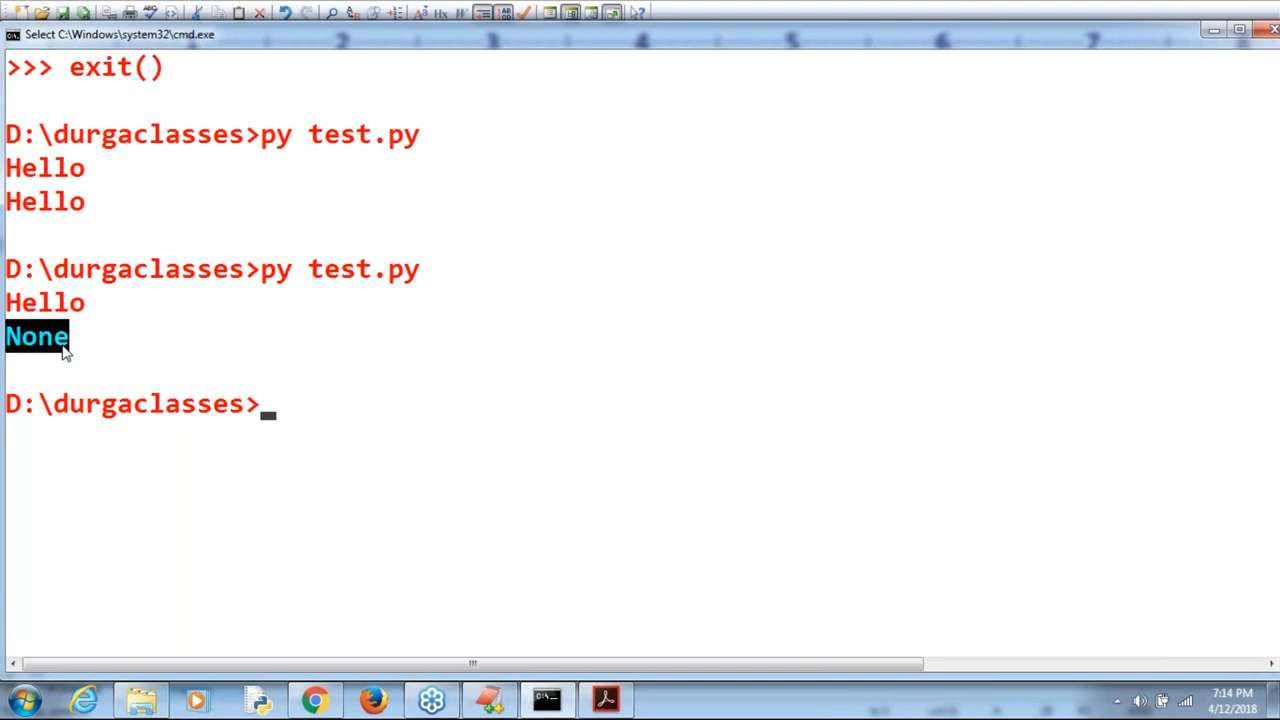 Select C:\Windows\system32\cmd.exe
>>> exit()
D:\durgaclasses>py test.py
Hello
Hello
D:\durgaclasses>py test.py
Hello
None
D:\durgaclasses>_
7:14 PM
4/12/2018